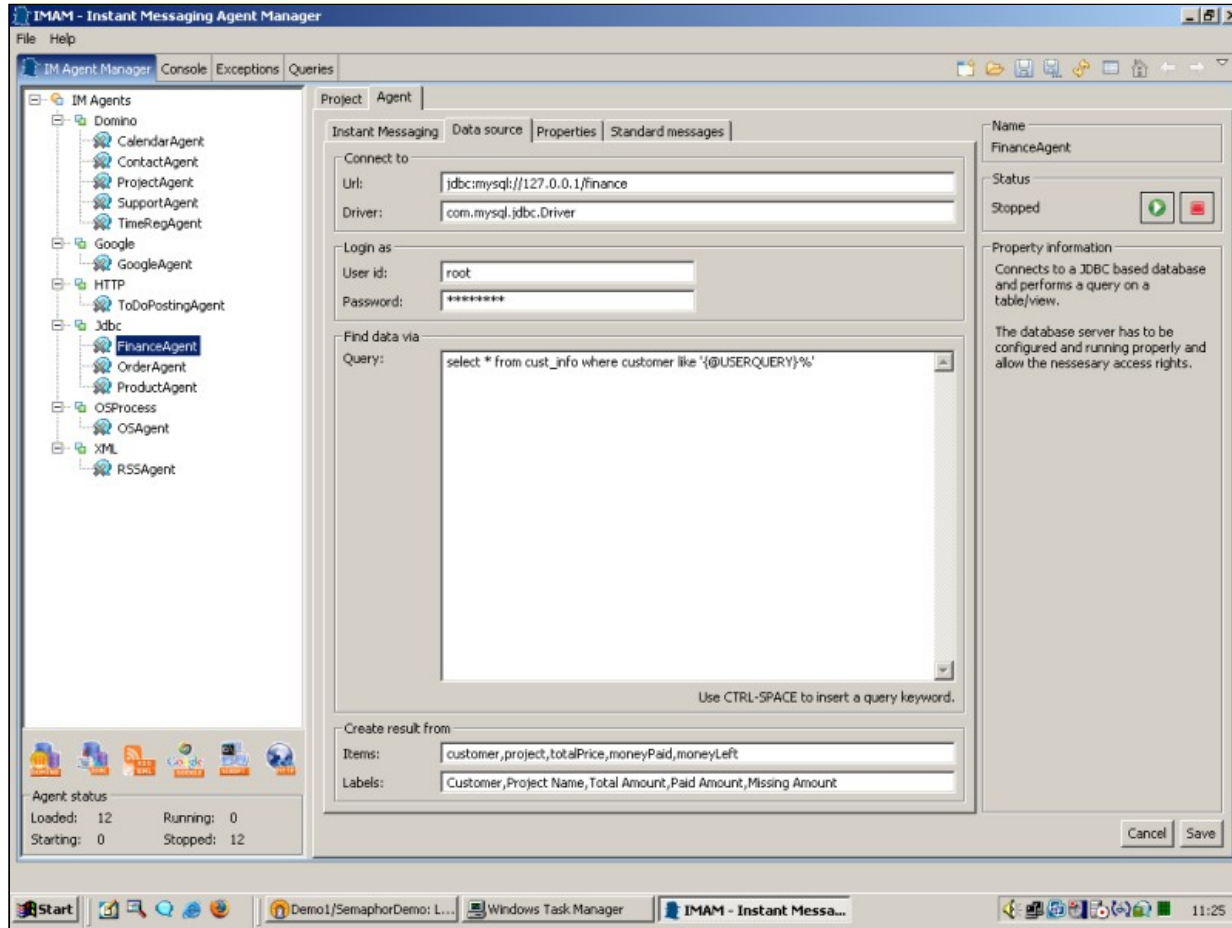 IMAM - Instant Messaging Agent Manager
File Help
IM Agent Manager Console Exceptions Queries
IM Agents
Domino
CalendarAgent
ContactAgent
ProjectAgent
SupportAgent
TimeRegAgent
Google
GoogleAgent
HTTP
ToDoPostingAgent
Jdbc
FinanceAgent
OrderAgent
ProductAgent
OSProcess
OSAgent
XML
RSSAgent
Agent status
Loaded: 12 Running: 0
Starting: 0 Stopped: 12
Project Agent
Instant Messaging Data source Properties Standard messages
Connect to
Url: jdbc:mysql://127.0.0.1/finance
Driver: com.mysql.jdbc.Driver
Login as
User id: root
Password: ********
Find data via
Query: select * from cust_info where customer like '{@USERQUERY}%'
Use CTRL-SPACE to insert a query keyword.
Create result from
Items: customer,project,totalPrice,moneyPaid,moneyLeft
Labels: Customer,Project Name,Total Amount,Paid Amount,Missing Amount
Name
FinanceAgent
Status
Stopped
Property information
Connects to a JDBC based database
and performs a query on a
table/view.
The database server has to be
configured and running properly and
allow the nessesary access rights.
Cancel Save
Start Demo1/SemaphorDemo: L... Windows Task Manager IMAM - Instant Messa... 11:25